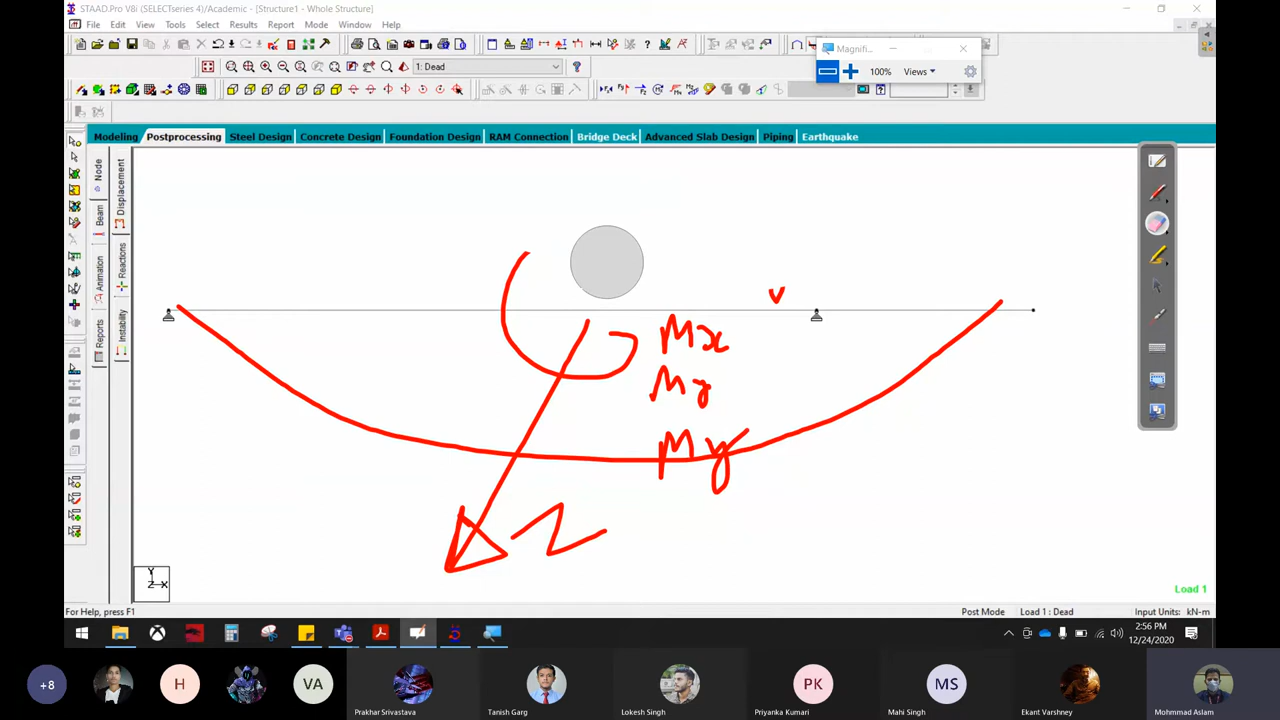 STAAD.Pro V8i (SELECTseries 4)/Academic - [Structure1 - Whole Structure]
File Edit View Tools Select Results Report Mode Window Help
Magnifi...
1: Dead
100% Views
Modeling Postprocessing Steel Design Concrete Design Foundation Design RAM Connection Bridge Deck Advanced Slab Design Piping Earthquake
Node
Displacement
Beam
Reactions
Animation
Instability
Reports
v
Mx
Mz
My
Z
Y
Z X
Load 1
For Help, press F1 Post Mode Load 1 : Dead Input Units: kN-m
2:56 PM
12/24/2020
+8 H VA PK MS
Prakhar Srivastava Tanish Garg Lokesh Singh Priyanka Kumari Mahi Singh Ekant Varshney Mohmmad Aslam